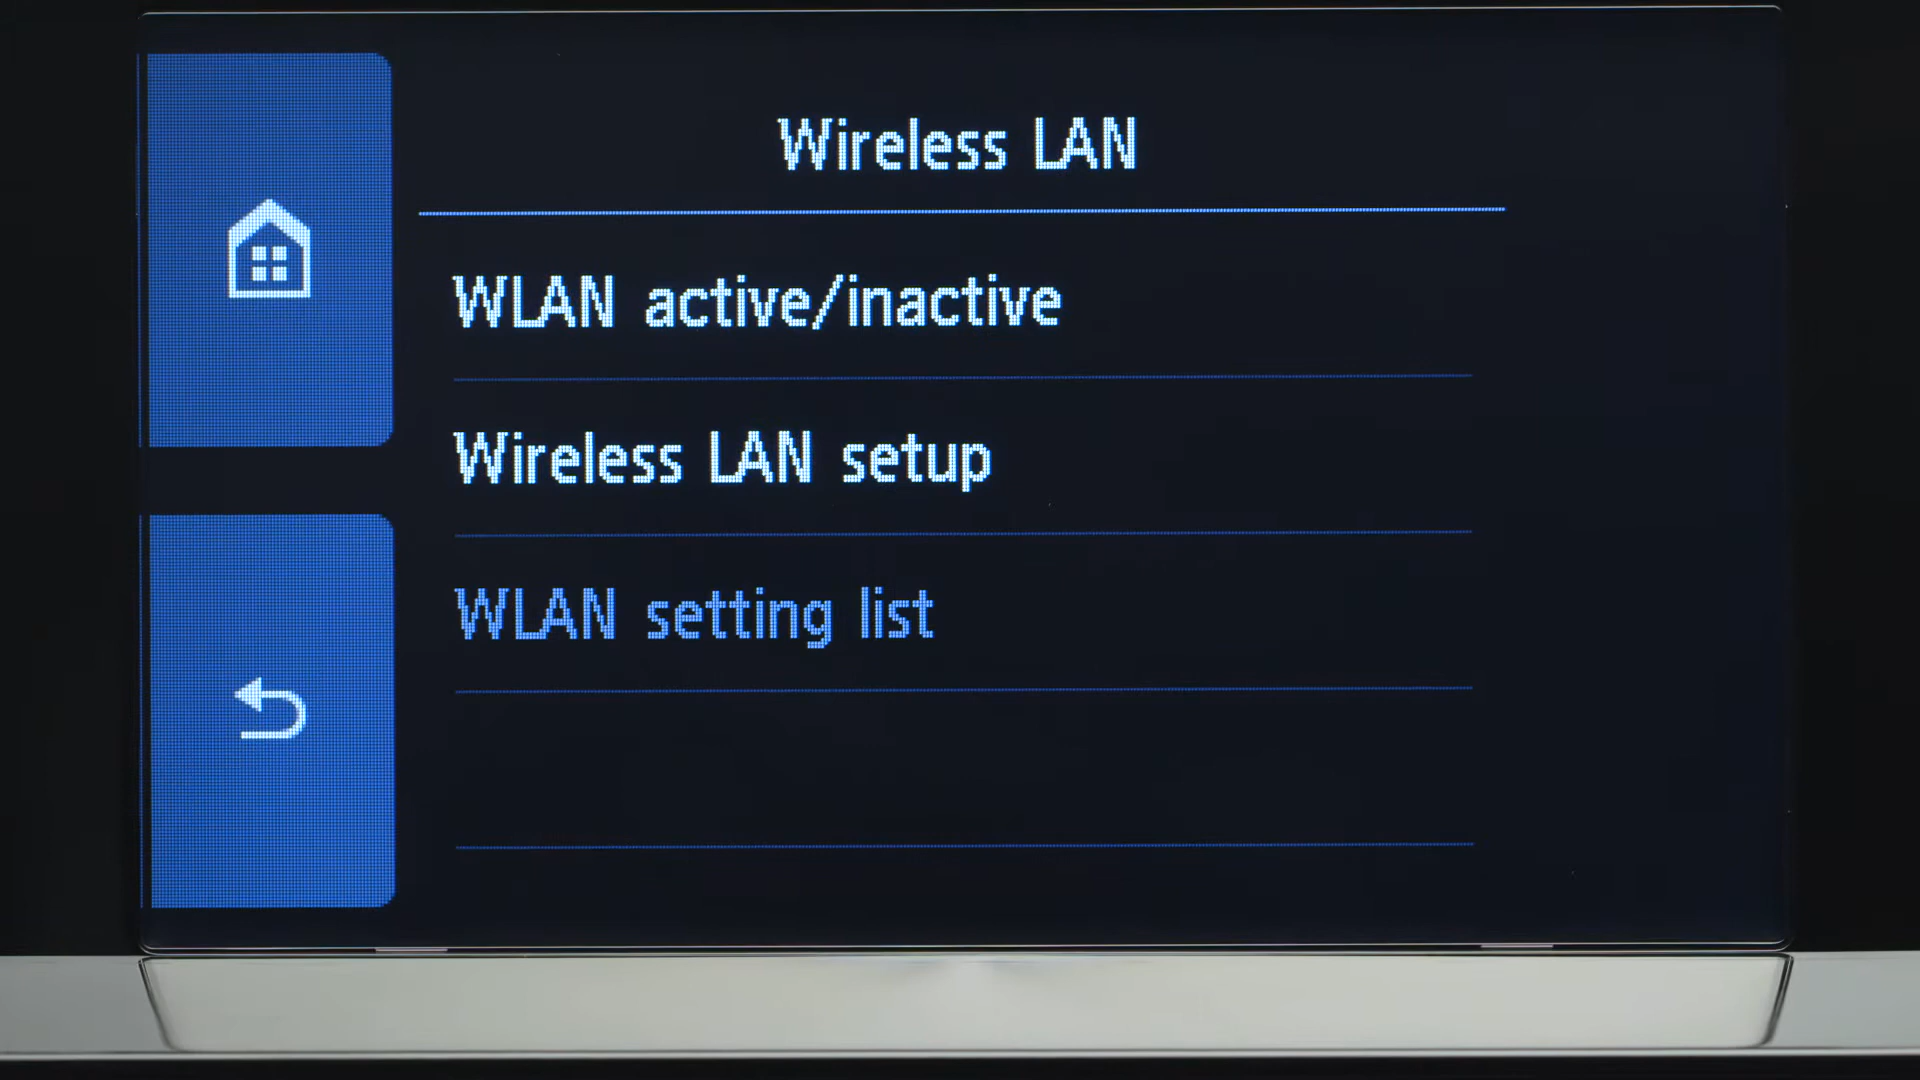 Wireless LAN
WLAN active/inactive
Wireless LAN setup
WLAN setting list